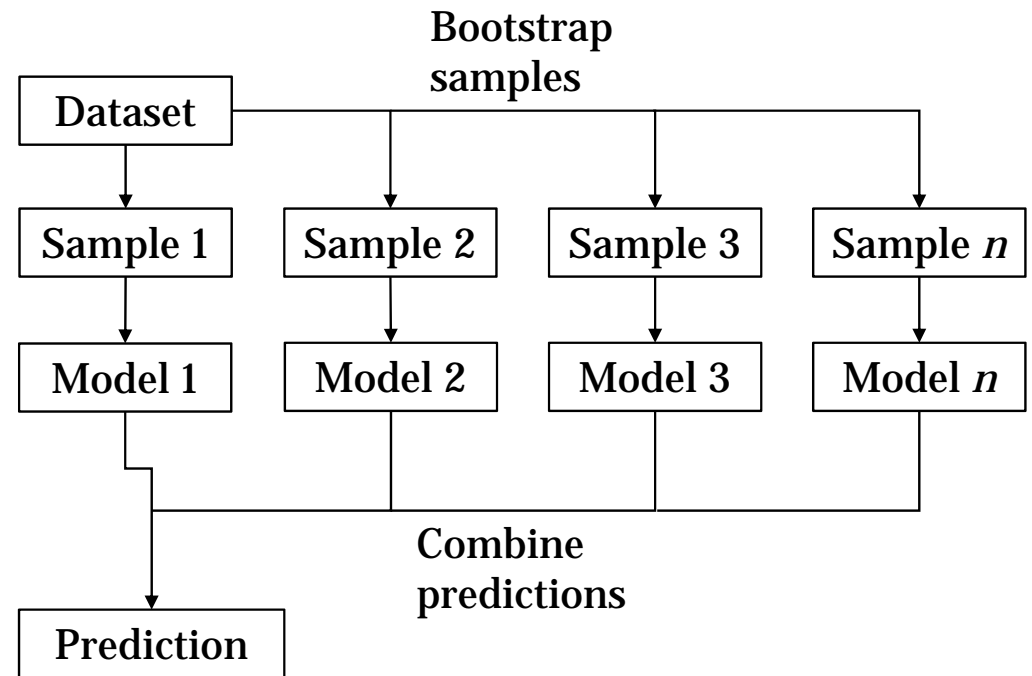 Bootstrap
samples
Dataset
Sample 1
Sample 2
Sample 3
Sample n
Model 1
Model 2
Model 3
Model n
Combine
predictions
Prediction